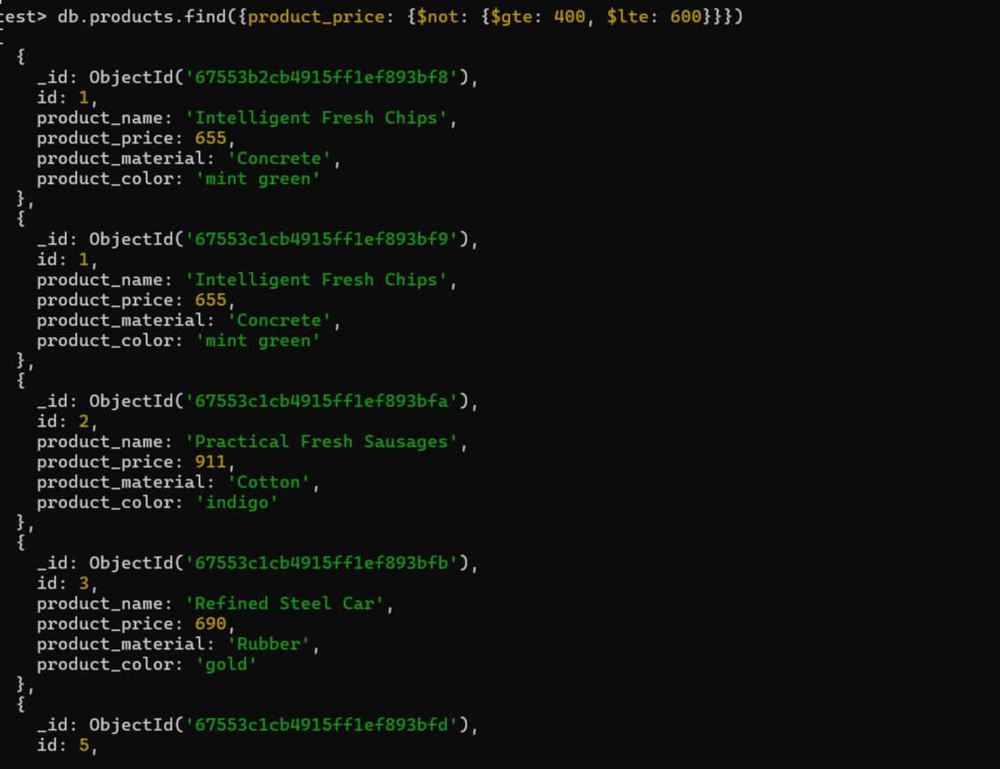 test> db.products.find({product_price: {$not: {$gte: 400, $lte: 600}}})
[
{
_id: ObjectId('67553b2cb4915ff1ef893bf8'),
id: 1,
product_name: 'Intelligent Fresh Chips',
product_price: 655,
product_material: 'Concrete',
product_color: 'mint green'
},
{
_id: ObjectId('67553c1cb4915ff1ef893bf9'),
id: 1,
product_name: 'Intelligent Fresh Chips',
product_price: 655,
product_material: 'Concrete',
product_color: 'mint green'
},
{
_id: ObjectId('67553c1cb4915ff1ef893bfa'),
id: 2,
product_name: 'Practical Fresh Sausages',
product_price: 911,
product_material: 'Cotton',
product_color: 'indigo'
},
{
_id: ObjectId('67553c1cb4915ff1ef893bfb'),
id: 3,
product_name: 'Refined Steel Car',
product_price: 690,
product_material: 'Rubber',
product_color: 'gold'
},
{
_id: ObjectId('67553c1cb4915ff1ef893bfd'),
id: 5,